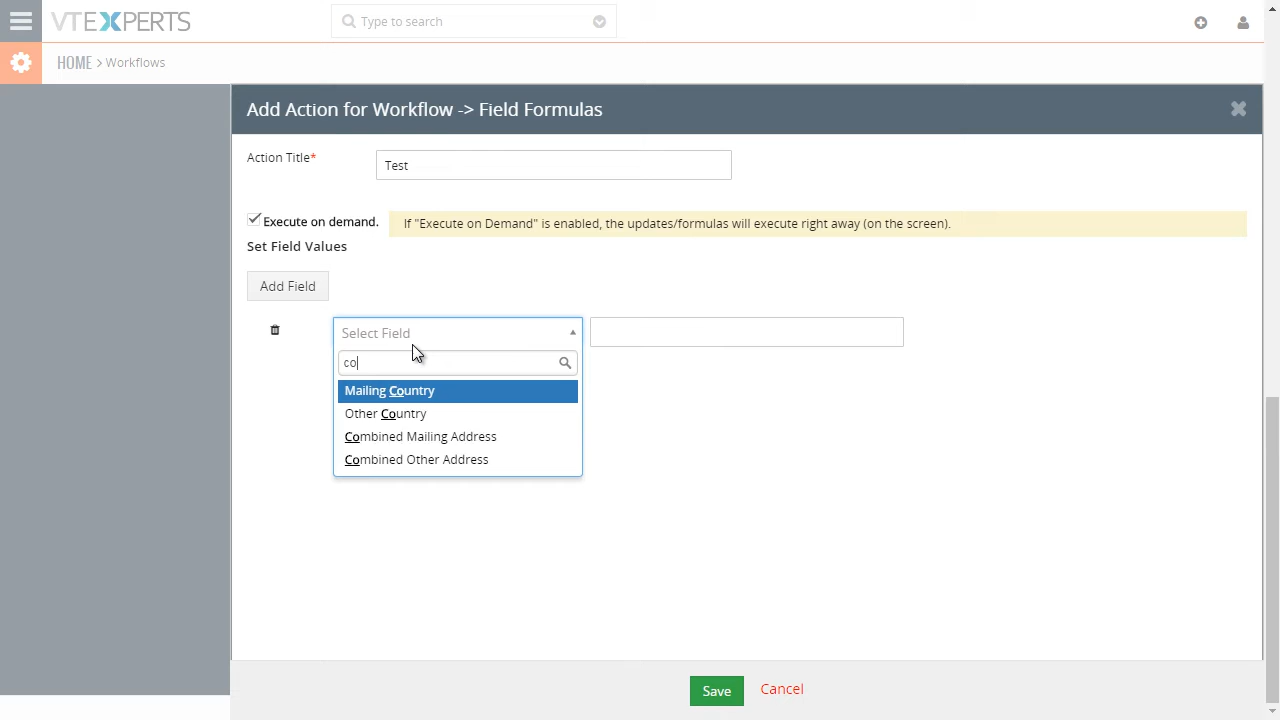 VTEXPERTS
Type to search
HOME > Workflows
Add Action for Workflow -> Field Formulas
Action Title*
Test
Execute on demand.
If "Execute on Demand" is enabled, the updates/formulas will execute right away (on the screen).
Set Field Values
Add Field
Select Field
co
Mailing Country
Other Country
Combined Mailing Address
Combined Other Address
Save
Cancel